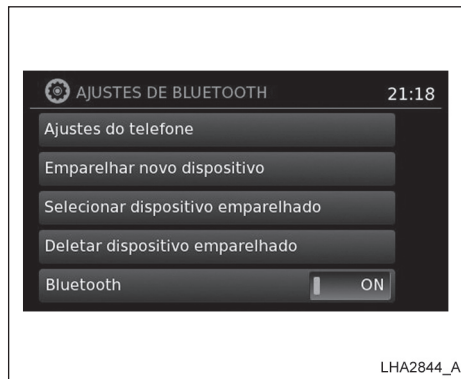 AJUSTES DE BLUETOOTH 21:18
Ajustes do telefone
Emparelhar novo dispositivo
Selecionar dispositivo emparelhado
Deletar dispositivo emparelhado
Bluetooth ON
LHA2844_A